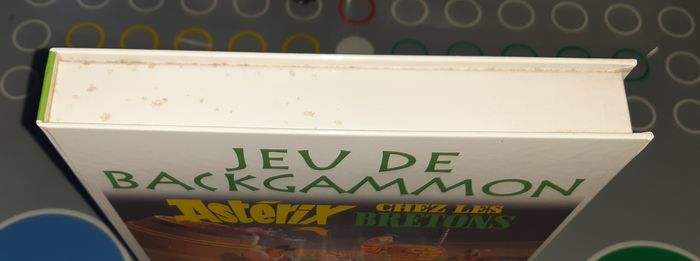 JEU DE
BACKGAMMON
Astérix CHEZ LES
BRETONS